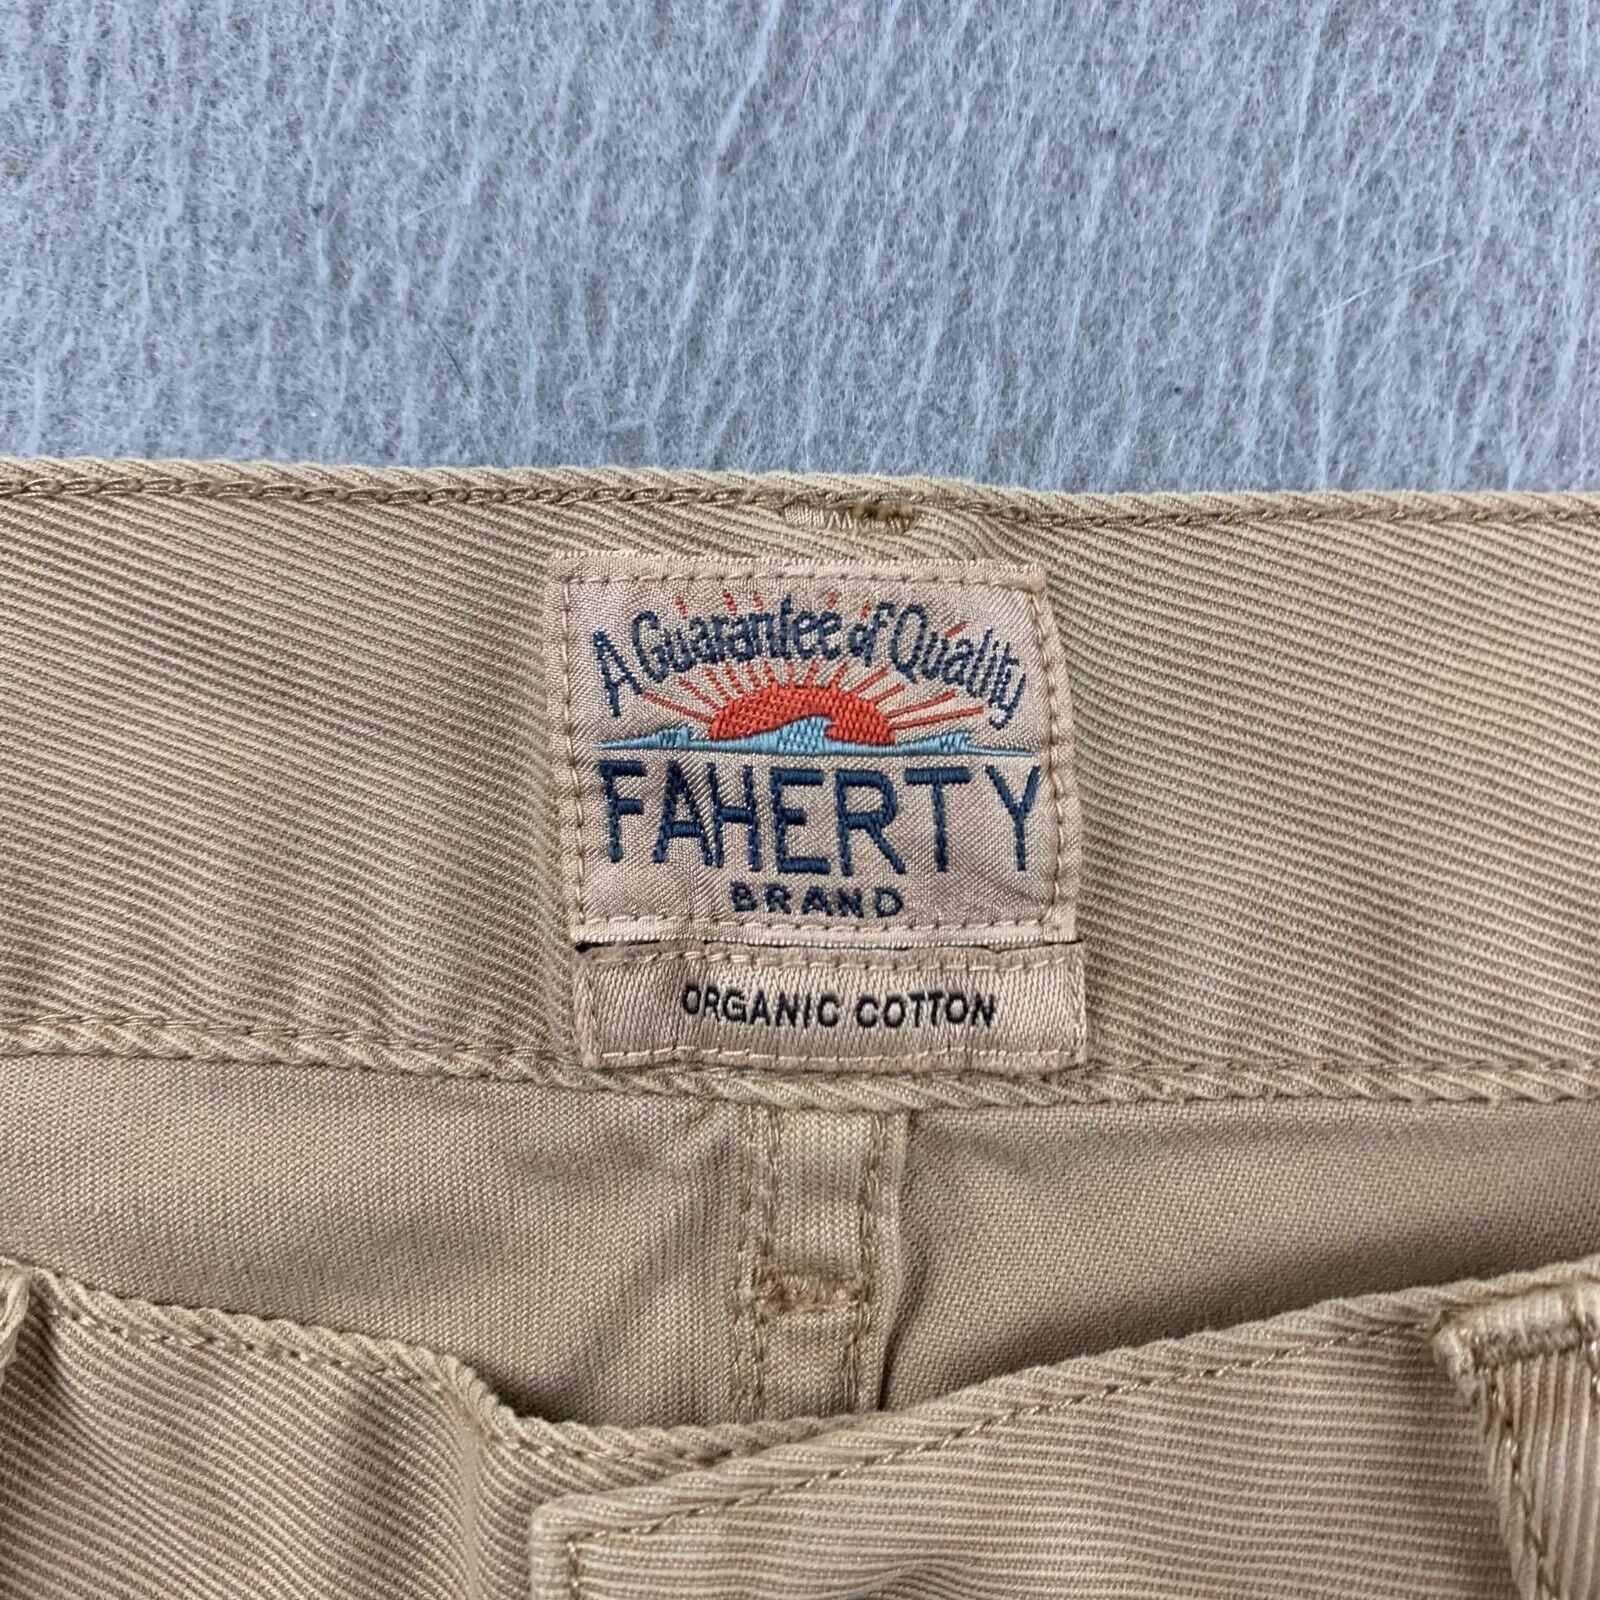 A Guarantee of Quality
FAHERTY
BRAND
ORGANIC COTTON